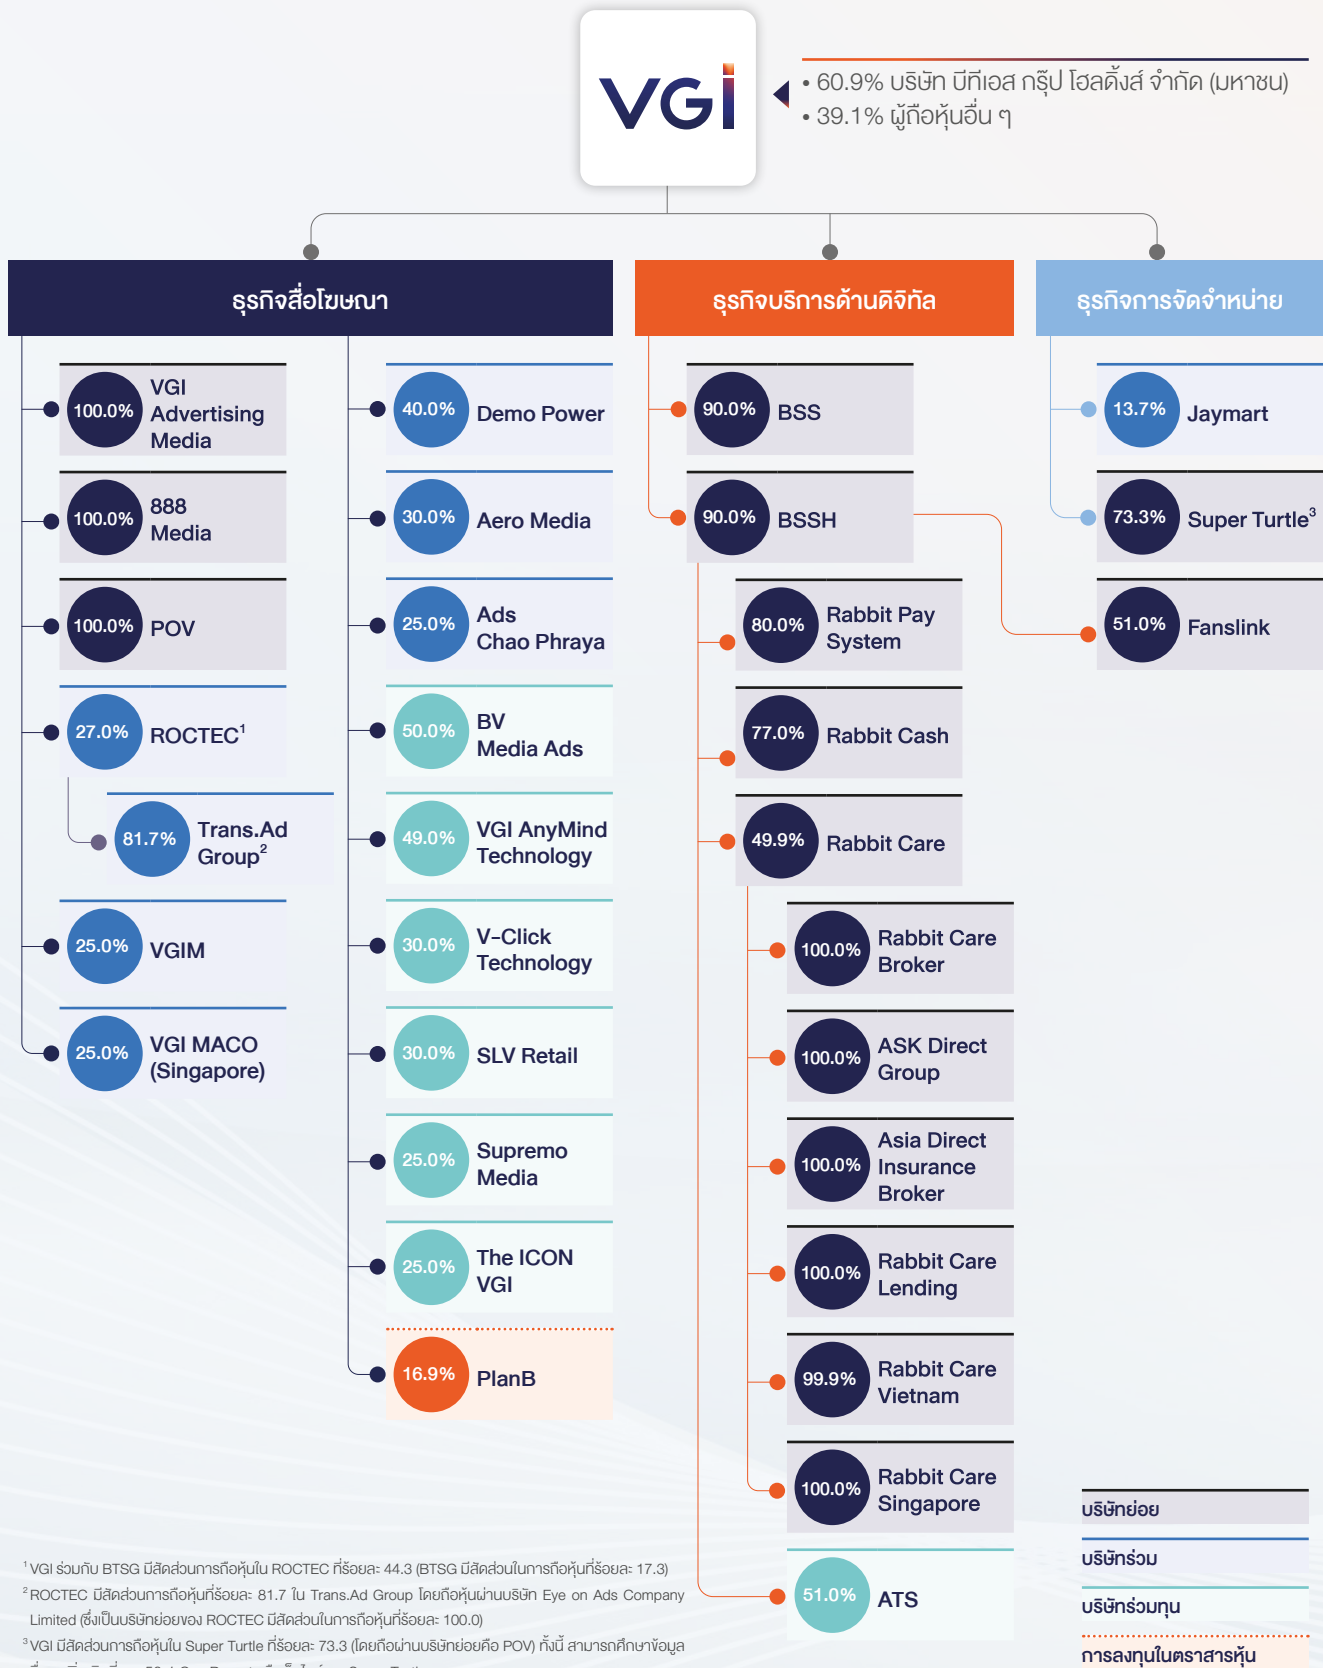 VGI
• 60.9% บริษัท บีทีเอส กรุ๊ป โฮลดิ้งส์ จำกัด (มหาชน)
• 39.1% ผู้ถือหุ้นอื่น ๆ
ธุรกิจสื่อโฆษณา
100.0%
VGI
Advertising
Media
100.0%
888
Media
100.0%
POV
27.0%
ROCTEC¹
81.7%
Trans.Ad
Group²
25.0%
VGIM
25.0%
VGI MACO
(Singapore)
40.0%
Demo Power
30.0%
Aero Media
25.0%
Ads
Chao Phraya
50.0%
BV
Media Ads
49.0%
VGI AnyMind
Technology
30.0%
V-Click
Technology
30.0%
SLV Retail
25.0%
Supremo
Media
25.0%
The ICON
VGI
16.9%
PlanB
ธุรกิจบริการด้านดิจิทัล
90.0%
BSS
90.0%
BSSH
80.0%
Rabbit Pay
System
77.0%
Rabbit Cash
49.9%
Rabbit Care
100.0%
Rabbit Care
Broker
100.0%
ASK Direct
Group
100.0%
Asia Direct
Insurance
Broker
100.0%
Rabbit Care
Lending
99.9%
Rabbit Care
Vietnam
100.0%
Rabbit Care
Singapore
51.0%
ATS
ธุรกิจการจัดจำหน่าย
13.7%
Jaymart
73.3%
Super Turtle³
51.0%
Fanslink
บริษัทย่อย
บริษัทร่วม
บริษัทร่วมทุน
การลงทุนในตราสารหุ้น
¹ VGI ร่วมกับ BTSG มีสัดส่วนการถือหุ้นใน ROCTEC ที่ร้อยละ 44.3 (BTSG มีสัดส่วนในการถือหุ้นที่ร้อยละ 17.3)
² ROCTEC มีสัดส่วนการถือหุ้นที่ร้อยละ 81.7 ใน Trans.Ad Group โดยถือหุ้นผ่านบริษัท Eye on Ads Company
Limited (ซึ่งเป็นบริษัทย่อยของ ROCTEC มีสัดส่วนในการถือหุ้นที่ร้อยละ 100.0)
³ VGI มีสัดส่วนการถือหุ้นใน Super Turtle ที่ร้อยละ 73.3 (โดยถือผ่านบริษัทย่อยคือ POV) ทั้งนี้ สามารถศึกษาข้อมูล